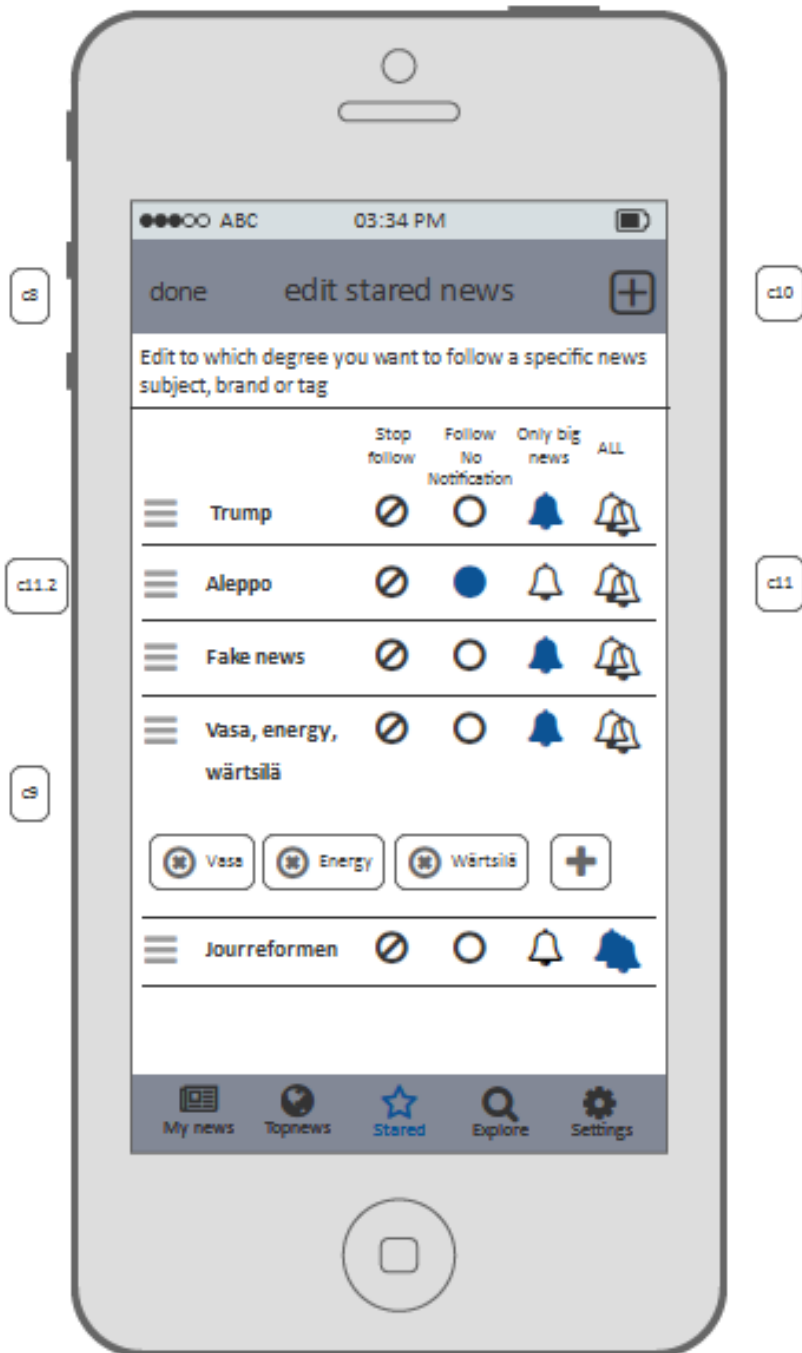 ABC 03:34 PM
c8
done edit stared news
c10
Edit to which degree you want to follow a specific news
subject, brand or tag
Stop follow
Follow No Notification
Only big news
ALL
Trump
c11.2
Aleppo
c11
Fake news
Vasa, energy,
wärtsilä
c9
Vasa Energy Wärtsilä
Jourreformen
My news Topnews Stared Explore Settings